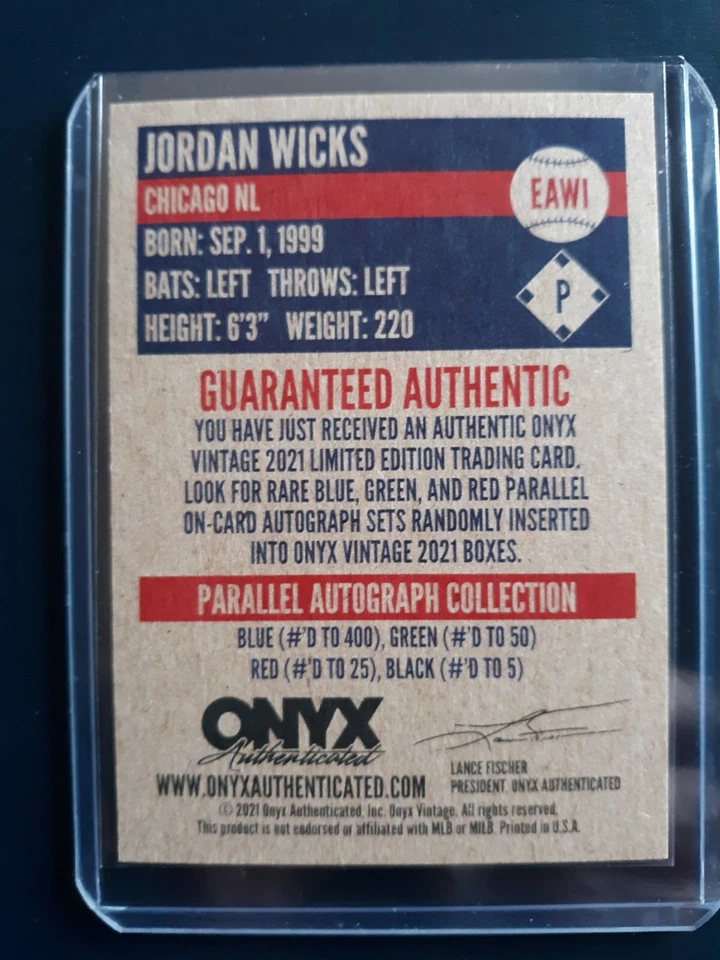 JORDAN WICKS
CHICAGO NL
EAWI
BORN: SEP. 1, 1999
BATS: LEFT THROWS: LEFT
P
HEIGHT: 6'3" WEIGHT: 220
GUARANTEED AUTHENTIC
YOU HAVE JUST RECEIVED AN AUTHENTIC ONYX
VINTAGE 2021 LIMITED EDITION TRADING CARD.
LOOK FOR RARE BLUE, GREEN, AND RED PARALLEL
ON-CARD AUTOGRAPH SETS RANDOMLY INSERTED
INTO ONYX VINTAGE 2021 BOXES.
PARALLEL AUTOGRAPH COLLECTION
BLUE (#'D TO 400), GREEN (#'D TO 50)
RED (#'D TO 25), BLACK (#'D TO 5)
ONYX
Authenticated
WWW.ONYXAUTHENTICATED.COM
LANCE FISCHER
PRESIDENT, ONYX AUTHENTICATED
© 2021 Onyx Authenticated, Inc. Onyx Vintage. All rights reserved.
This product is not endorsed or affiliated with MLB or MILB. Printed in U.S.A.